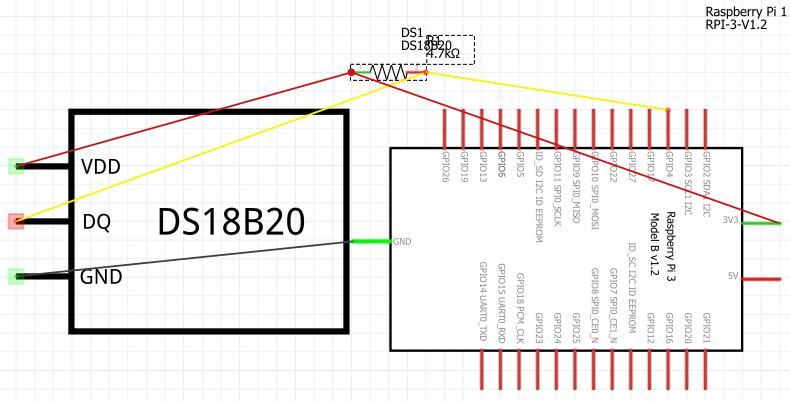 Raspberry Pi 1
RPI-3-V1.2
DS1
DS18B20
4.7kΩ
VDD
DQ
GND
DS18B20
GPIO26
GPIO19
GPIO13
GPIO6
GPIO5
ID_SD I2C ID EEPROM
GPIO11 SPI0_SCLK
GPIO9 SPI0_MISO
GPIO10 SPI0_MOSI
GPIO22
GPIO27
GPIO4
GPIO3 SCL1 I2C
GPIO2 SDA1 I2C
GND
3V3
5V
Raspberry Pi 3
Model B v1.2
GPIO14 UART0_TXD
GPIO15 UART0_RXD
GPIO18 PCM_CLK
GPIO23
GPIO24
GPIO25
GPIO8 SPI0_CE0_N
GPIO7 SPI0_CE1_N
ID_SC I2C ID EEPROM
GPIO12
GPIO16
GPIO20
GPIO21